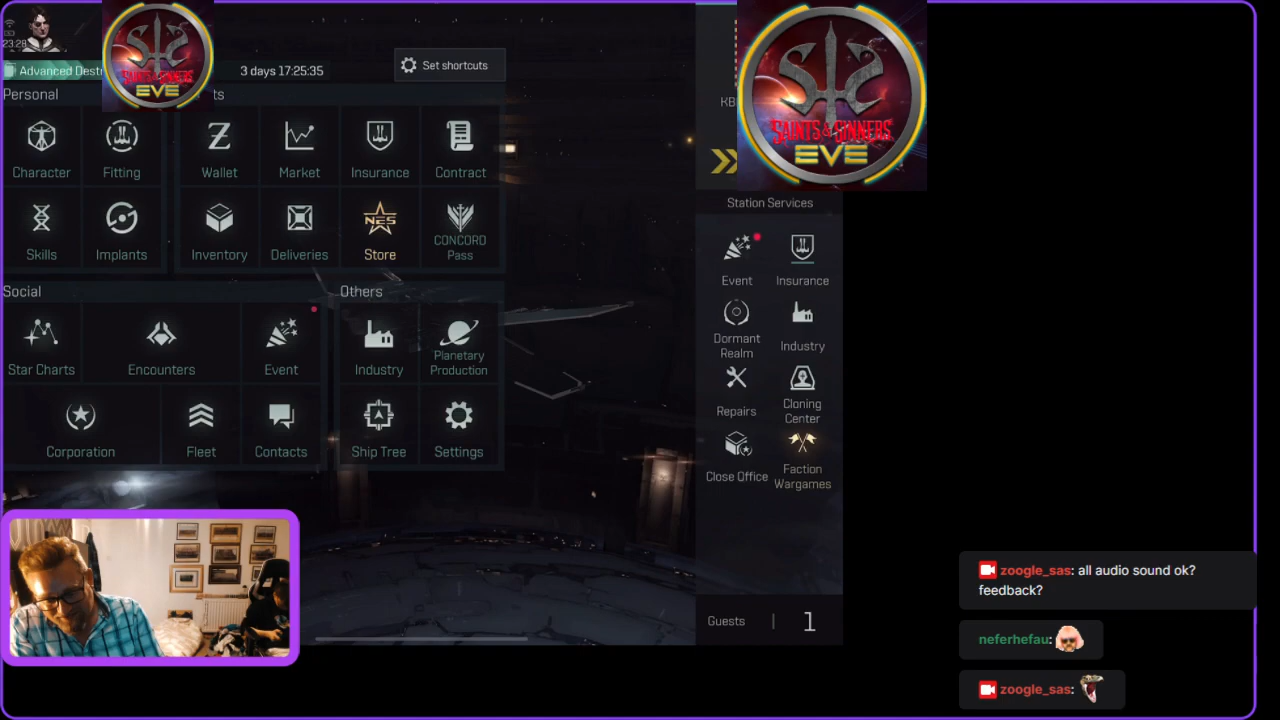 23:28
Advanced Destr
3 days 17:25:35
Set shortcuts
SAINTS & SINNERS
EVE
SAINTS & SINNERS
EVE
KB
Personal
ts
Character
Fitting
Wallet
Market
Insurance
Contract
Skills
Implants
Inventory
Deliveries
NES
Store
CONCORD
Pass
Social
Others
Star Charts
Encounters
Event
Industry
Planetary
Production
Corporation
Fleet
Contacts
Ship Tree
Settings
Station Services
Event
Insurance
Dormant
Realm
Industry
Repairs
Cloning
Center
Close Office
Faction
Wargames
Guests | 1
zoogle_sas: all audio sound ok?
feedback?
neferhefau:
zoogle_sas: